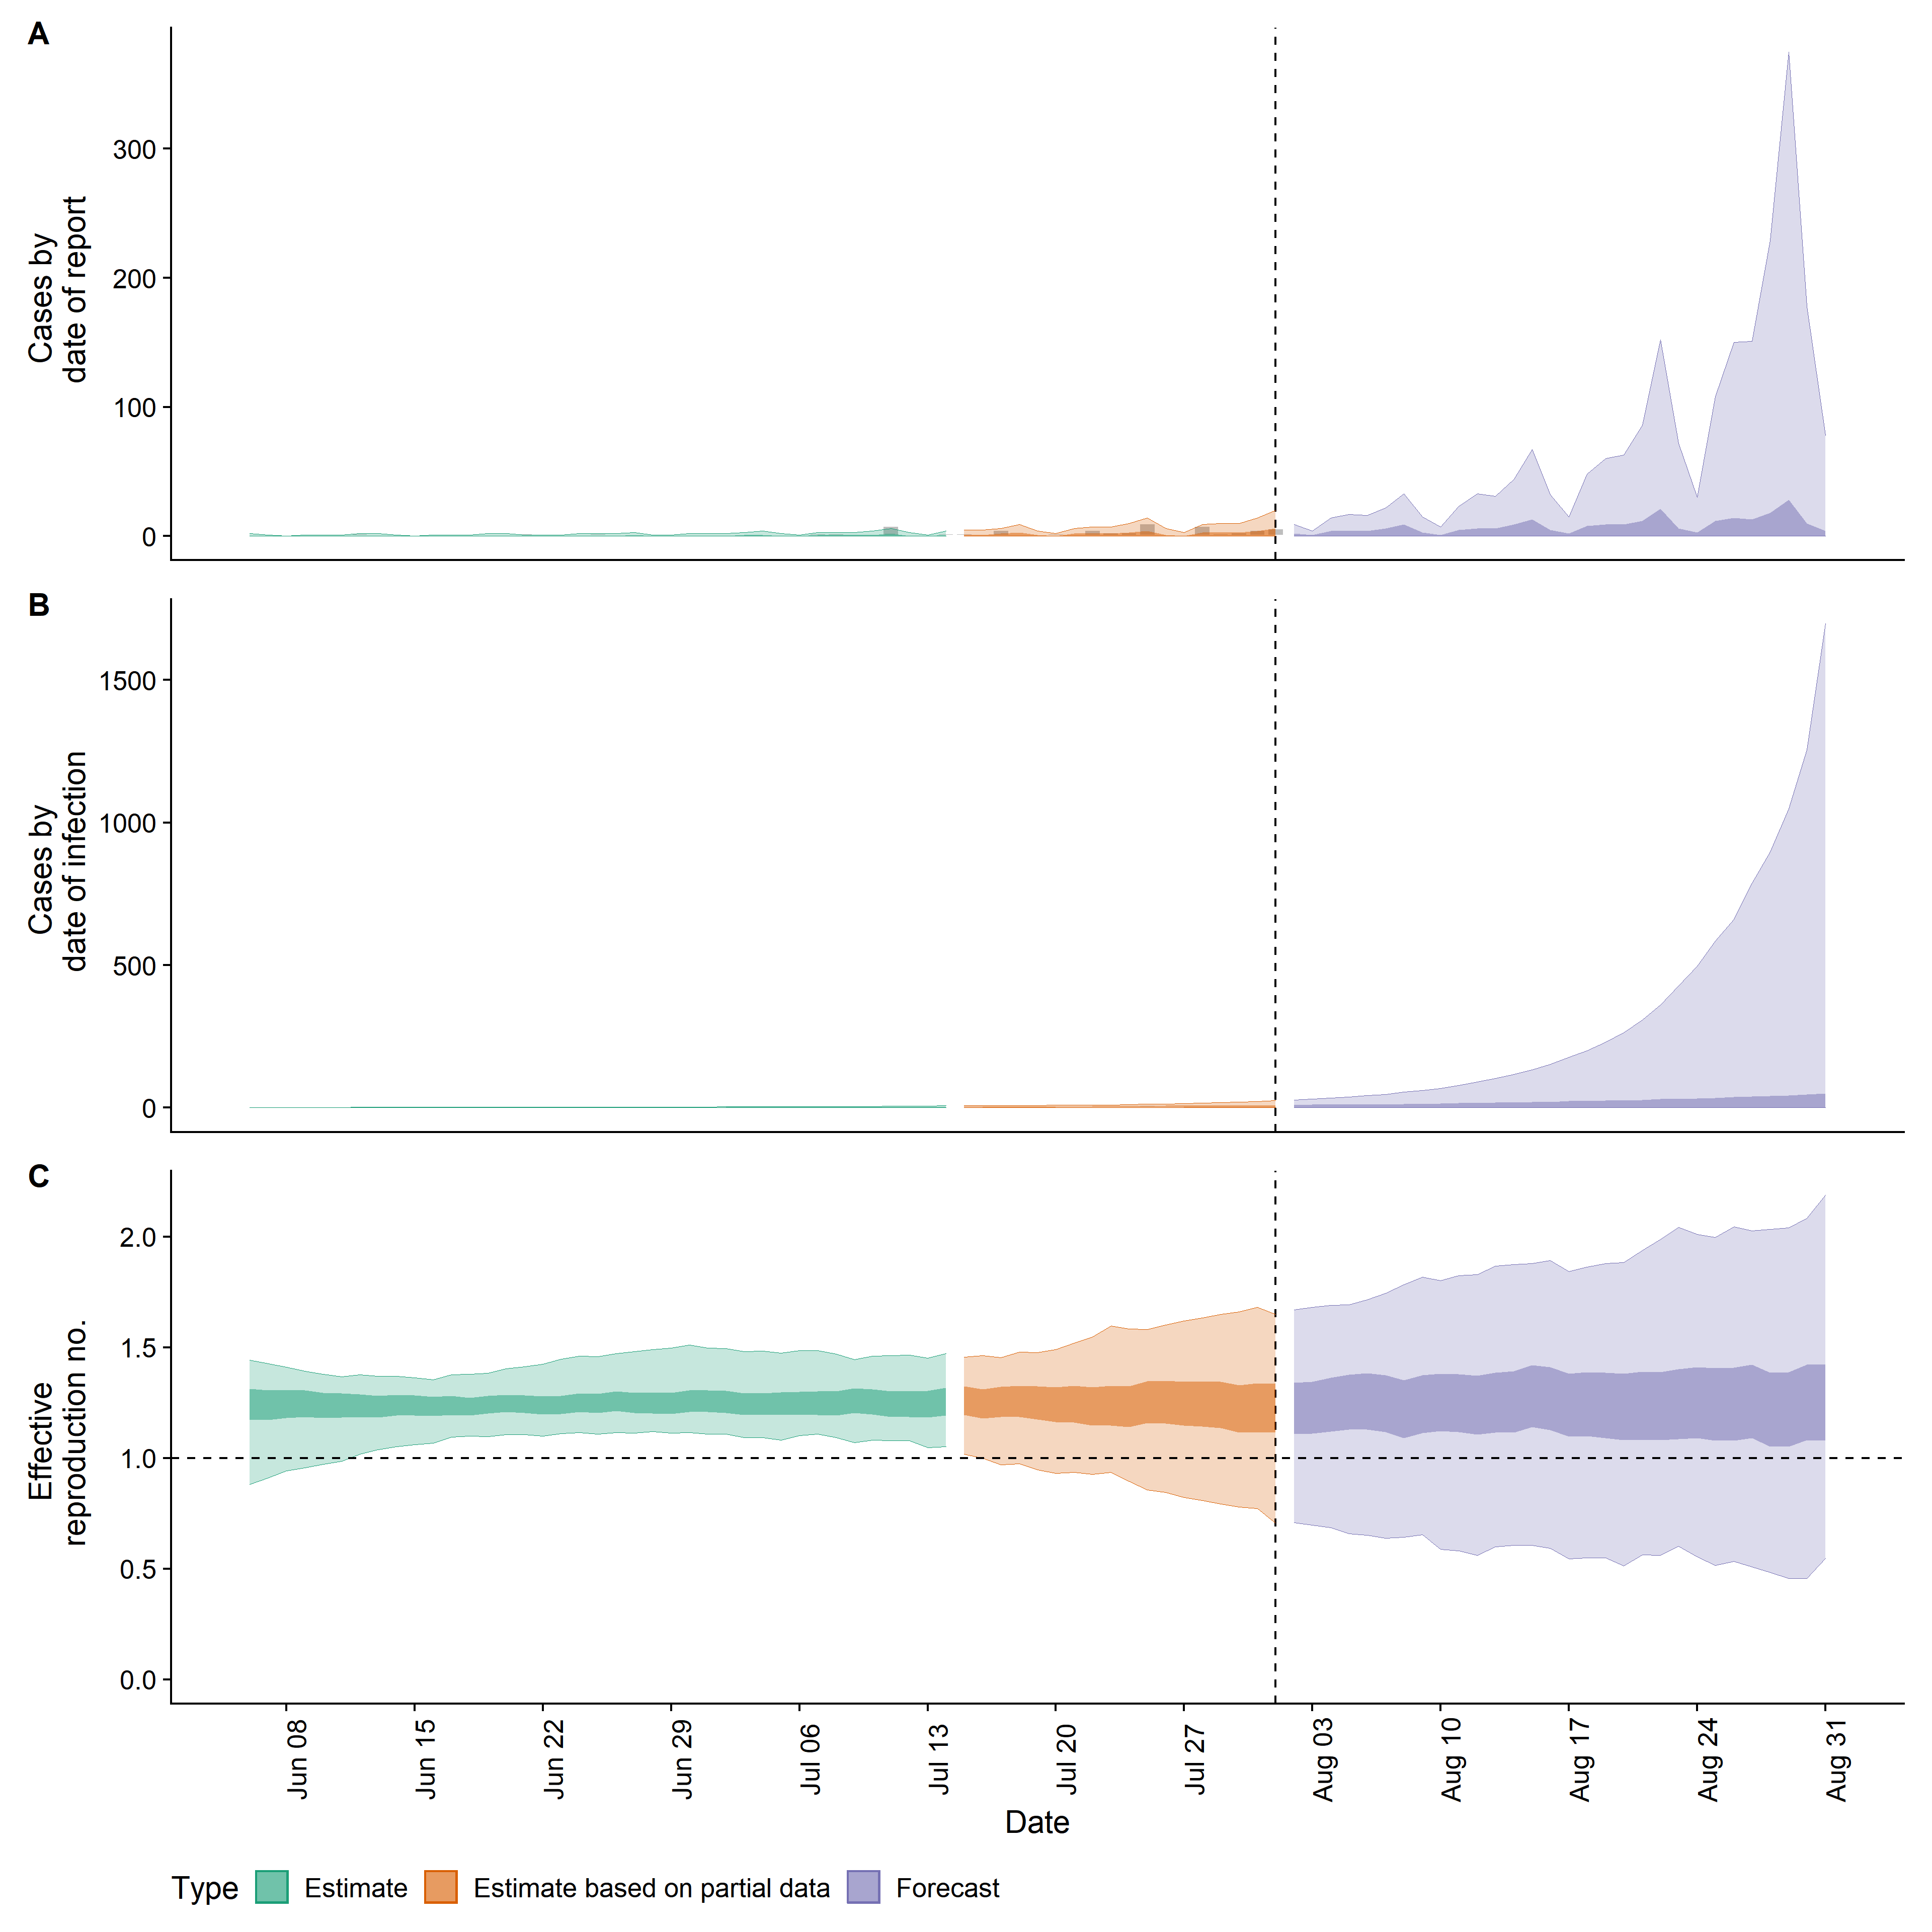 A
Cases by
date of report
300
200
100
0
B
Cases by
date of infection
1500
1000
500
0
C
Effective
reproduction no.
2.0
1.5
1.0
0.5
0.0
Jun 08
Jun 15
Jun 22
Jun 29
Jul 06
Jul 13
Jul 20
Jul 27
Aug 03
Aug 10
Aug 17
Aug 24
Aug 31
Date
Type Estimate Estimate based on partial data Forecast